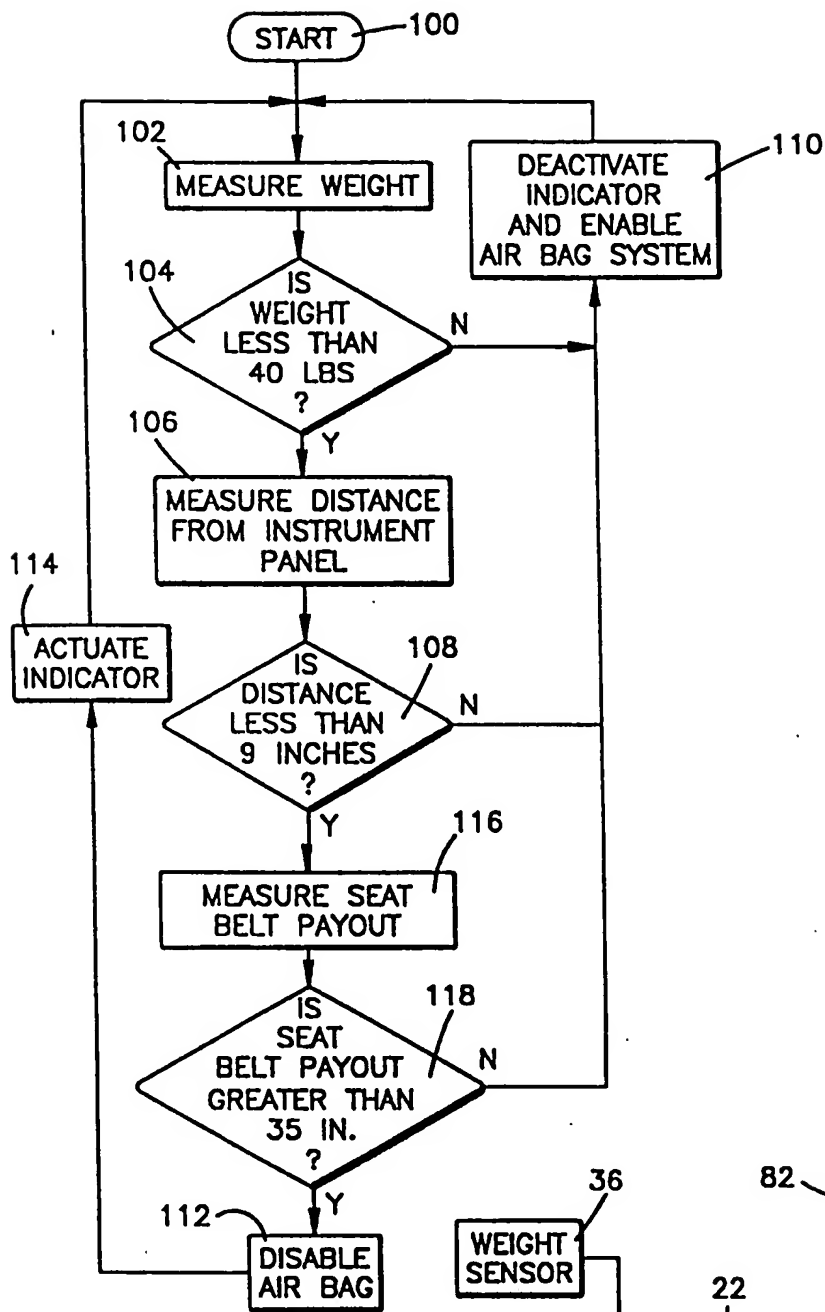 START
100
102
MEASURE WEIGHT
DEACTIVATE
INDICATOR
AND ENABLE
AIR BAG SYSTEM
110
104
IS
WEIGHT
LESS THAN
40 LBS
?
N
Y
106
MEASURE DISTANCE
FROM INSTRUMENT
PANEL
114
ACTUATE
INDICATOR
108
IS
DISTANCE
LESS THAN
9 INCHES
?
N
Y
116
MEASURE SEAT
BELT PAYOUT
118
IS
SEAT
BELT PAYOUT
GREATER THAN
35 IN.
?
N
Y
112
DISABLE
AIR BAG
36
WEIGHT
SENSOR
82
22